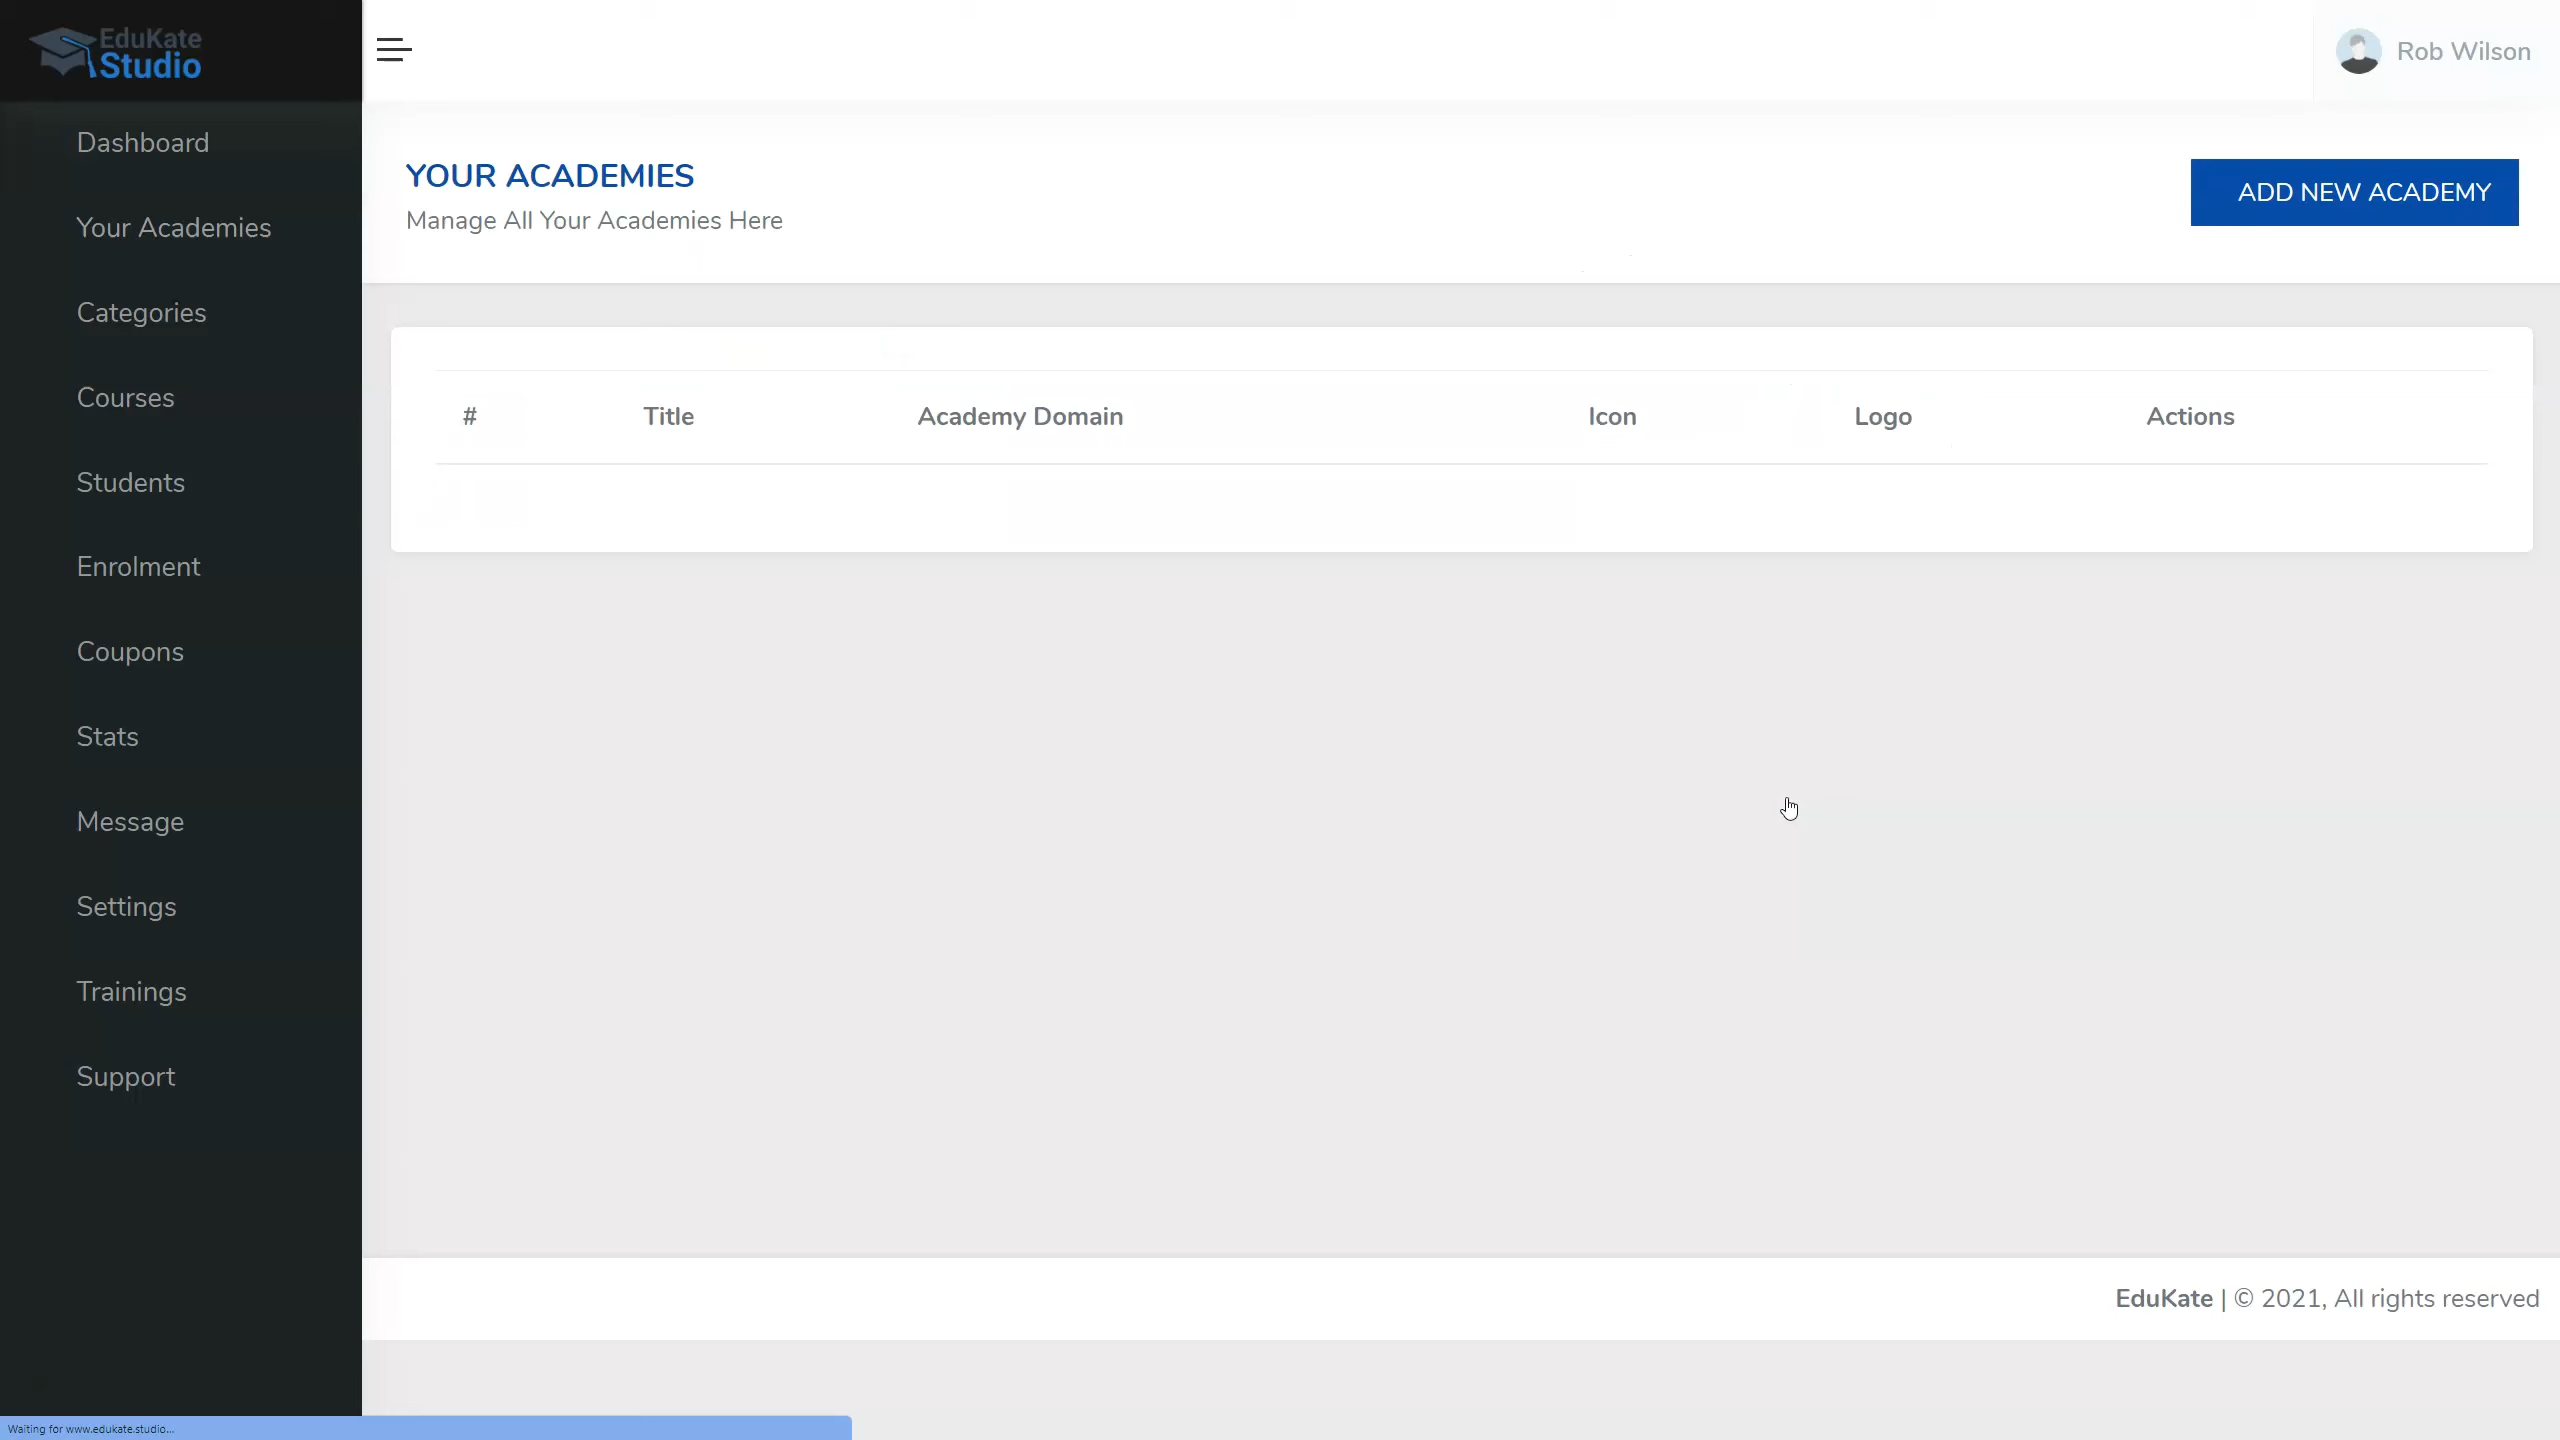 EduKate
Studio
Rob Wilson
Dashboard
Your Academies
Categories
Courses
Students
Enrolment
Coupons
Stats
Message
Settings
Trainings
Support
YOUR ACADEMIES
Manage All Your Academies Here
ADD NEW ACADEMY
# Title Academy Domain Icon Logo Actions
EduKate | © 2021, All rights reserved
Waiting for www.edukate.studio...